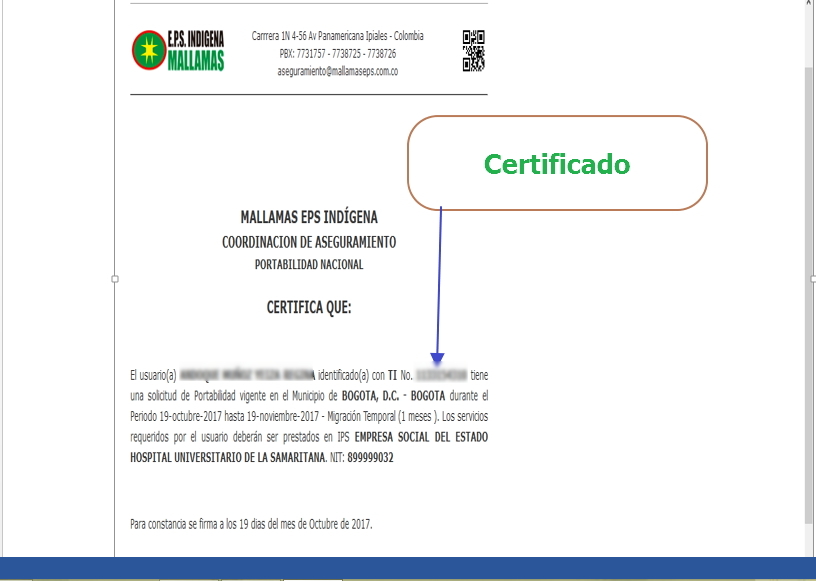 E.P.S. INDIGENA
MALLAMAS
Carrrera 1N 4-56 Av Panamericana Ipiales - Colombia
PBX: 7731757 - 7738725 - 7738726
aseguramiento@mallamaseps.com.co
Certificado
MALLAMAS EPS INDÍGENA
COORDINACION DE ASEGURAMIENTO
PORTABILIDAD NACIONAL
CERTIFICA QUE:
El usuario(a) identificado(a) con TI No. tiene
una solicitud de Portabilidad vigente en el Municipio de BOGOTA, D.C. - BOGOTA durante el
Periodo 19-octubre-2017 hasta 19-noviembre-2017 - Migración Temporal (1 meses ). Los servicios
requeridos por el usuario deberán ser prestados en IPS EMPRESA SOCIAL DEL ESTADO
HOSPITAL UNIVERSITARIO DE LA SAMARITANA. NIT: 899999032
Para constancia se firma a los 19 dias del mes de Octubre de 2017.